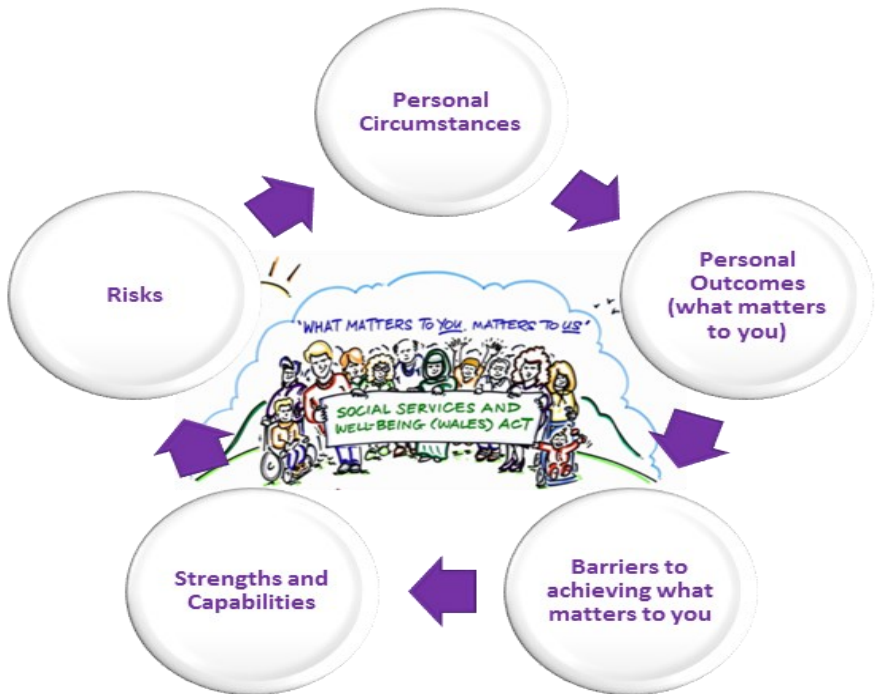 Personal
Circumstances
Personal
Outcomes
(what matters
to you)
Barriers to
achieving what
matters to you
Strengths and
Capabilities
Risks
"WHAT MATTERS TO YOU, MATTERS TO US"
SOCIAL SERVICES AND
WELL-BEING (WALES) ACT